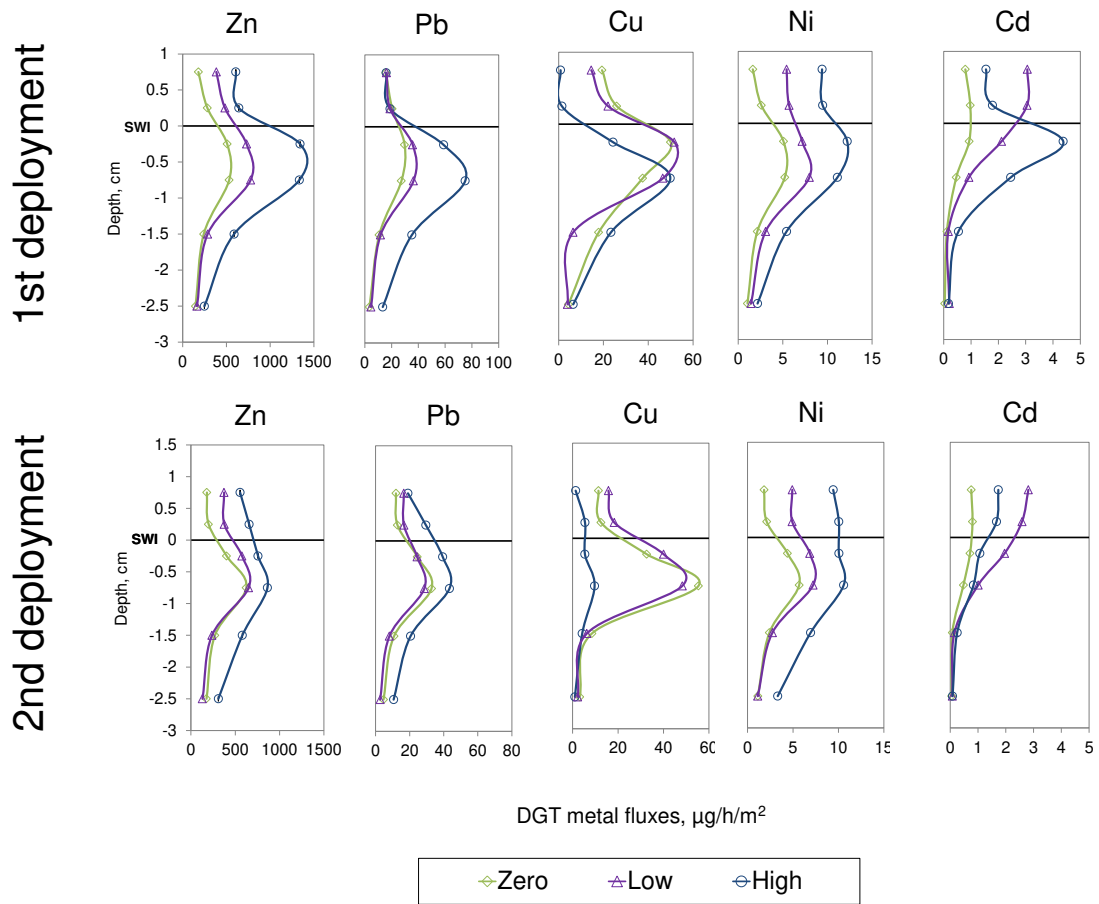 1st deployment
Zn Pb Cu Ni Cd
Depth, cm
1
0.5
0
-0.5
-1
-1.5
-2
-2.5
-3
SWI
0 500 1000 1500
0 20 40 60 80 100
0 20 40 60
0 5 10 15
0 1 2 3 4 5
2nd deployment
Zn Pb Cu Ni Cd
Depth, cm
1.5
1
0.5
0
-0.5
-1
-1.5
-2
-2.5
-3
SWI
0 500 1000 1500
0 20 40 60 80
0 20 40 60
0 5 10 15
0 1 2 3 4 5
DGT metal fluxes, µg/h/m²
Zero Low High